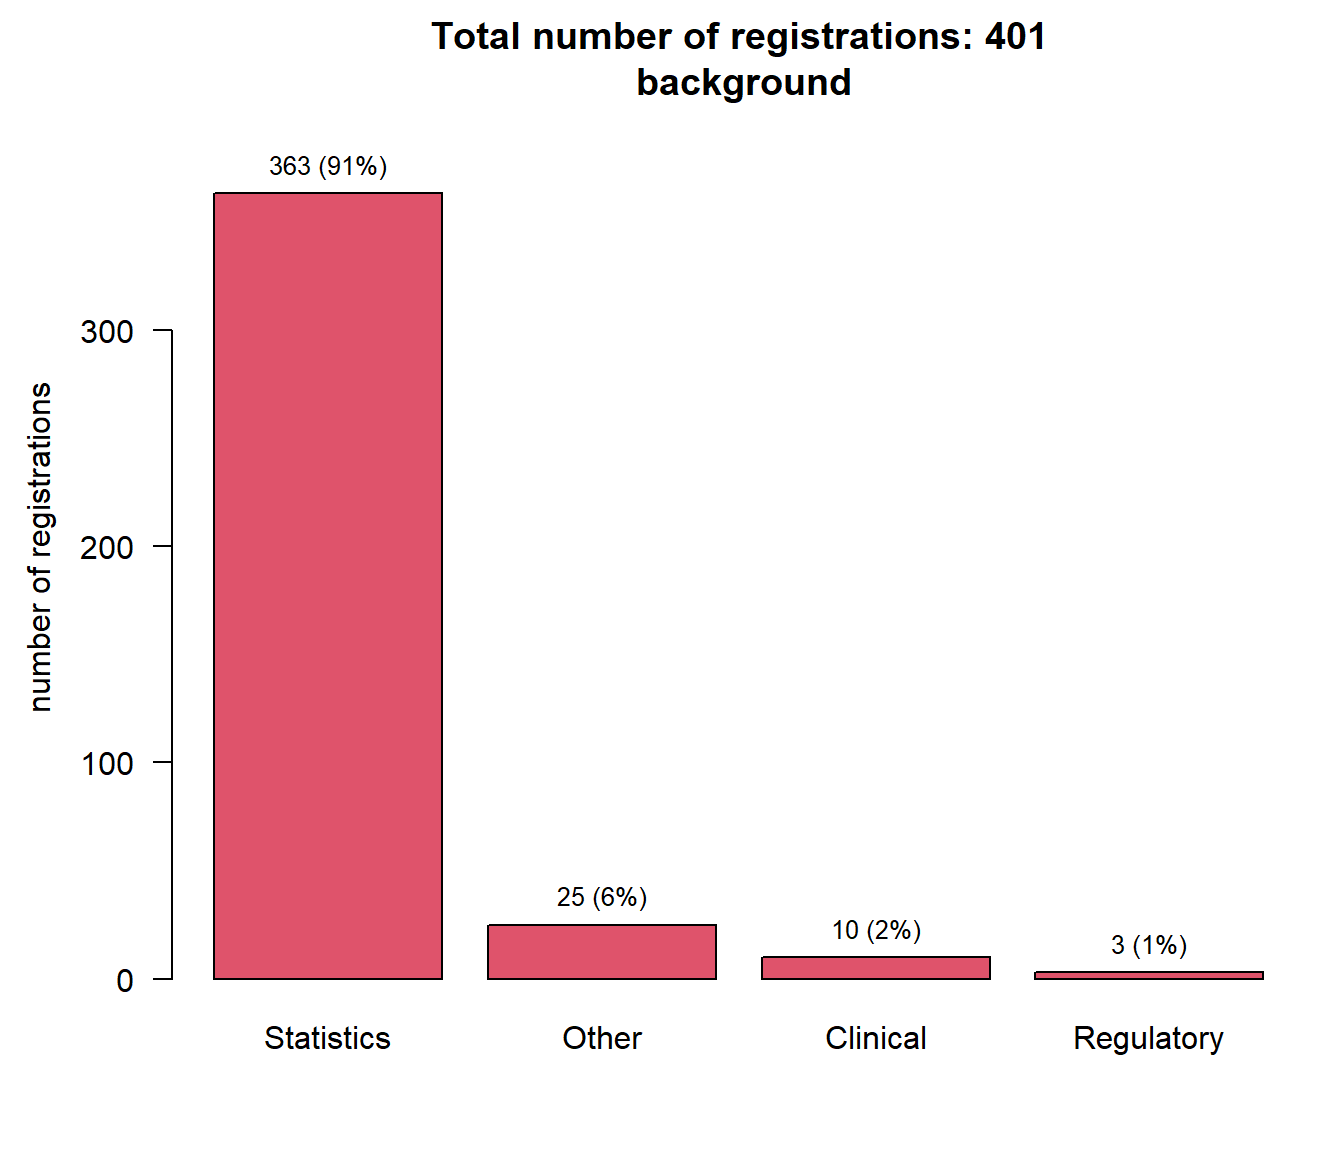 Total number of registrations: 401
background
363 (91%)
300
number of registrations
200
100
25 (6%)
10 (2%)
3 (1%)
0
Statistics
Other
Clinical
Regulatory